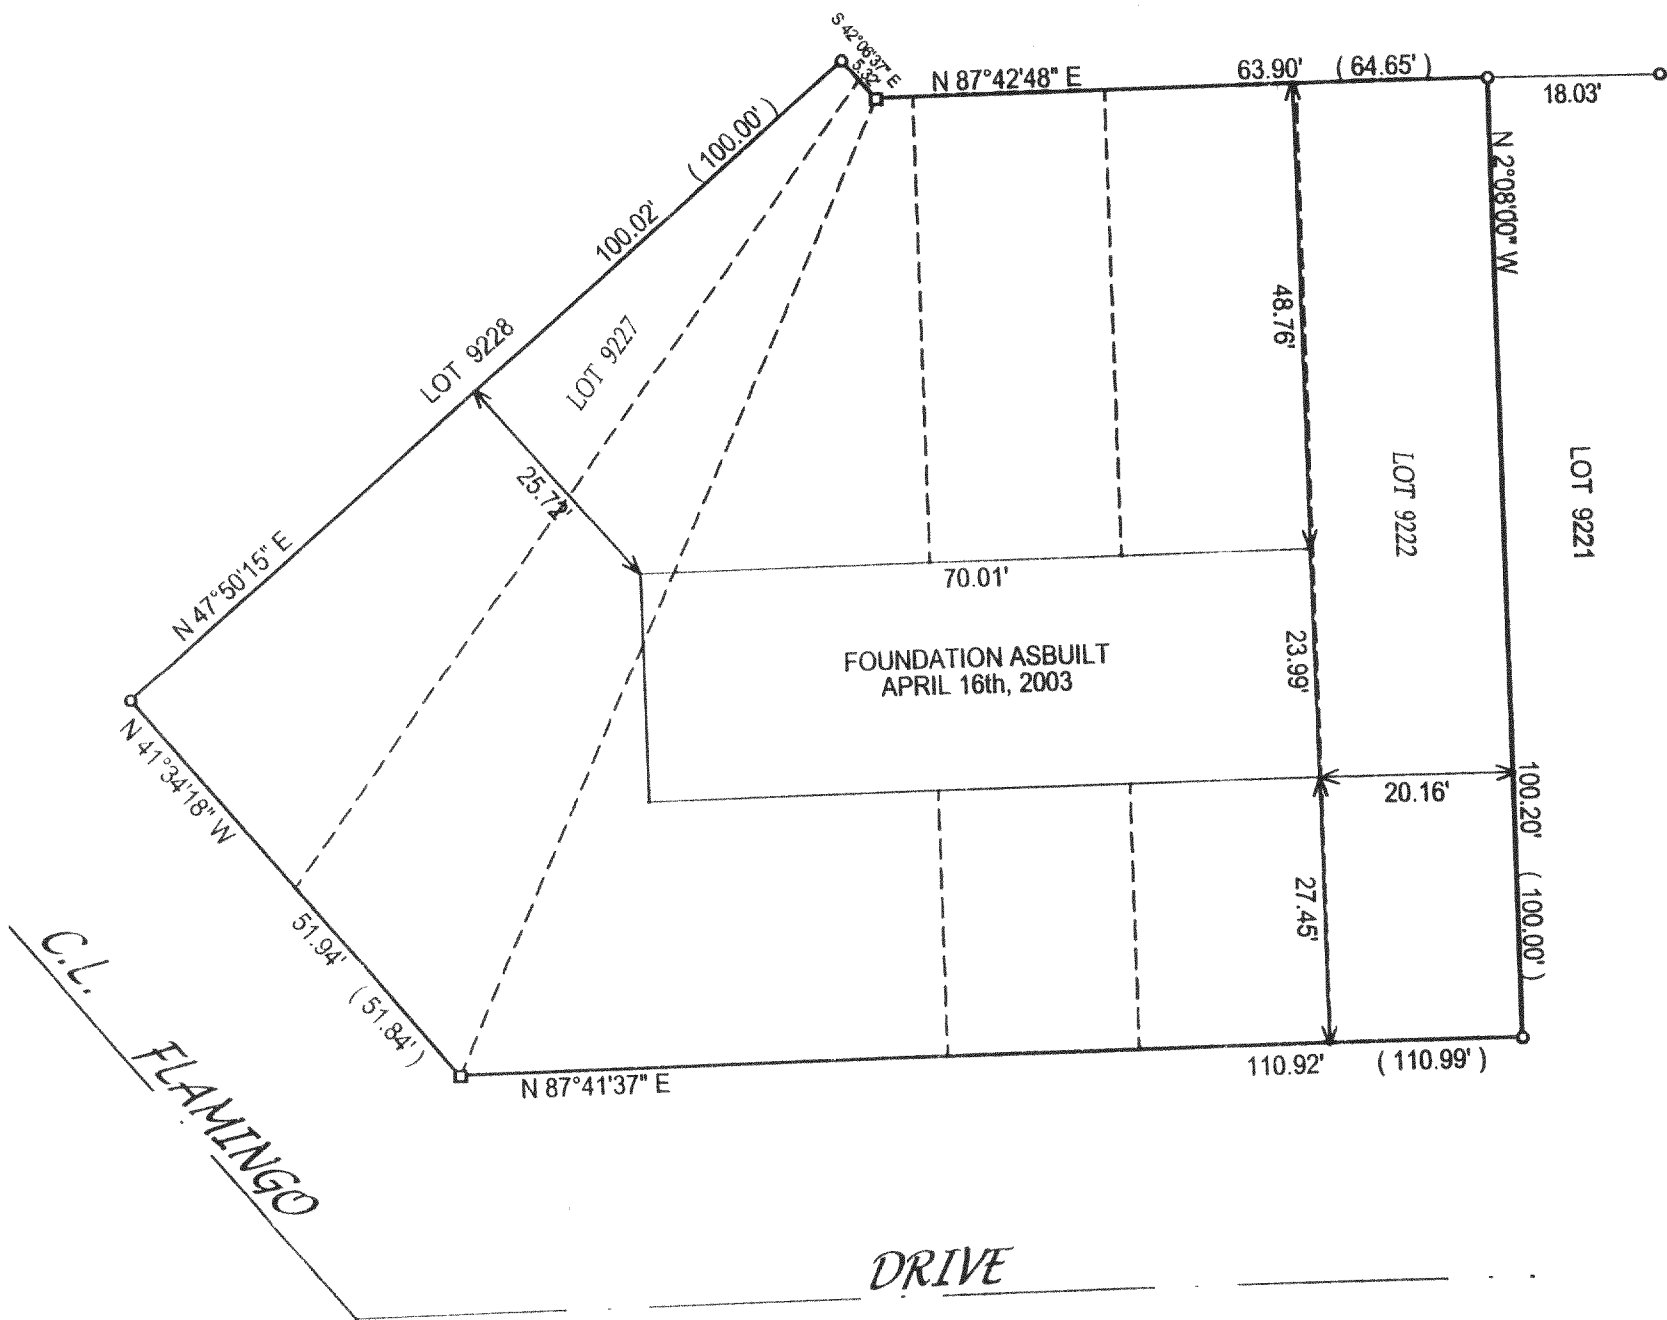 S 42°06'37" E
5.32'
N 87°42'48" E
63.90' ( 64.65' )
18.03'
( 100.00' )
100.02'
N 2°08'00" W
LOT 9228
LOT 9227
48.76'
LOT 9222
LOT 9221
N 47°50'15" E
70.01'
FOUNDATION ASBUILT
APRIL 16th, 2003
23.99'
20.16'
100.20' ( 100.00' )
N 41°34'18" W
51.94' ( 51.84' )
27.45'
N 87°41'37" E
110.92' ( 110.99' )
C.L. FLAMINGO
DRIVE